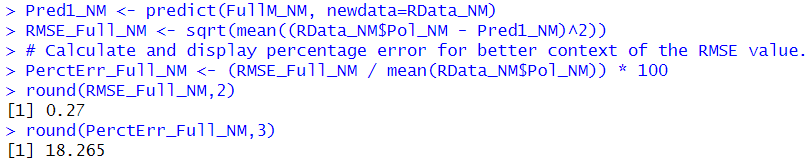 > Pred1_NM <- predict(FullM_NM, newdata=RData_NM)
> RMSE_Full_NM <- sqrt(mean((RData_NM$Pol_NM - Pred1_NM)^2))
> # Calculate and display percentage error for better context of the RMSE value.
> PerctErr_Full_NM <- (RMSE_Full_NM / mean(RData_NM$Pol_NM)) * 100
> round(RMSE_Full_NM,2)
[1] 0.27
> round(PerctErr_Full_NM,3)
[1] 18.265